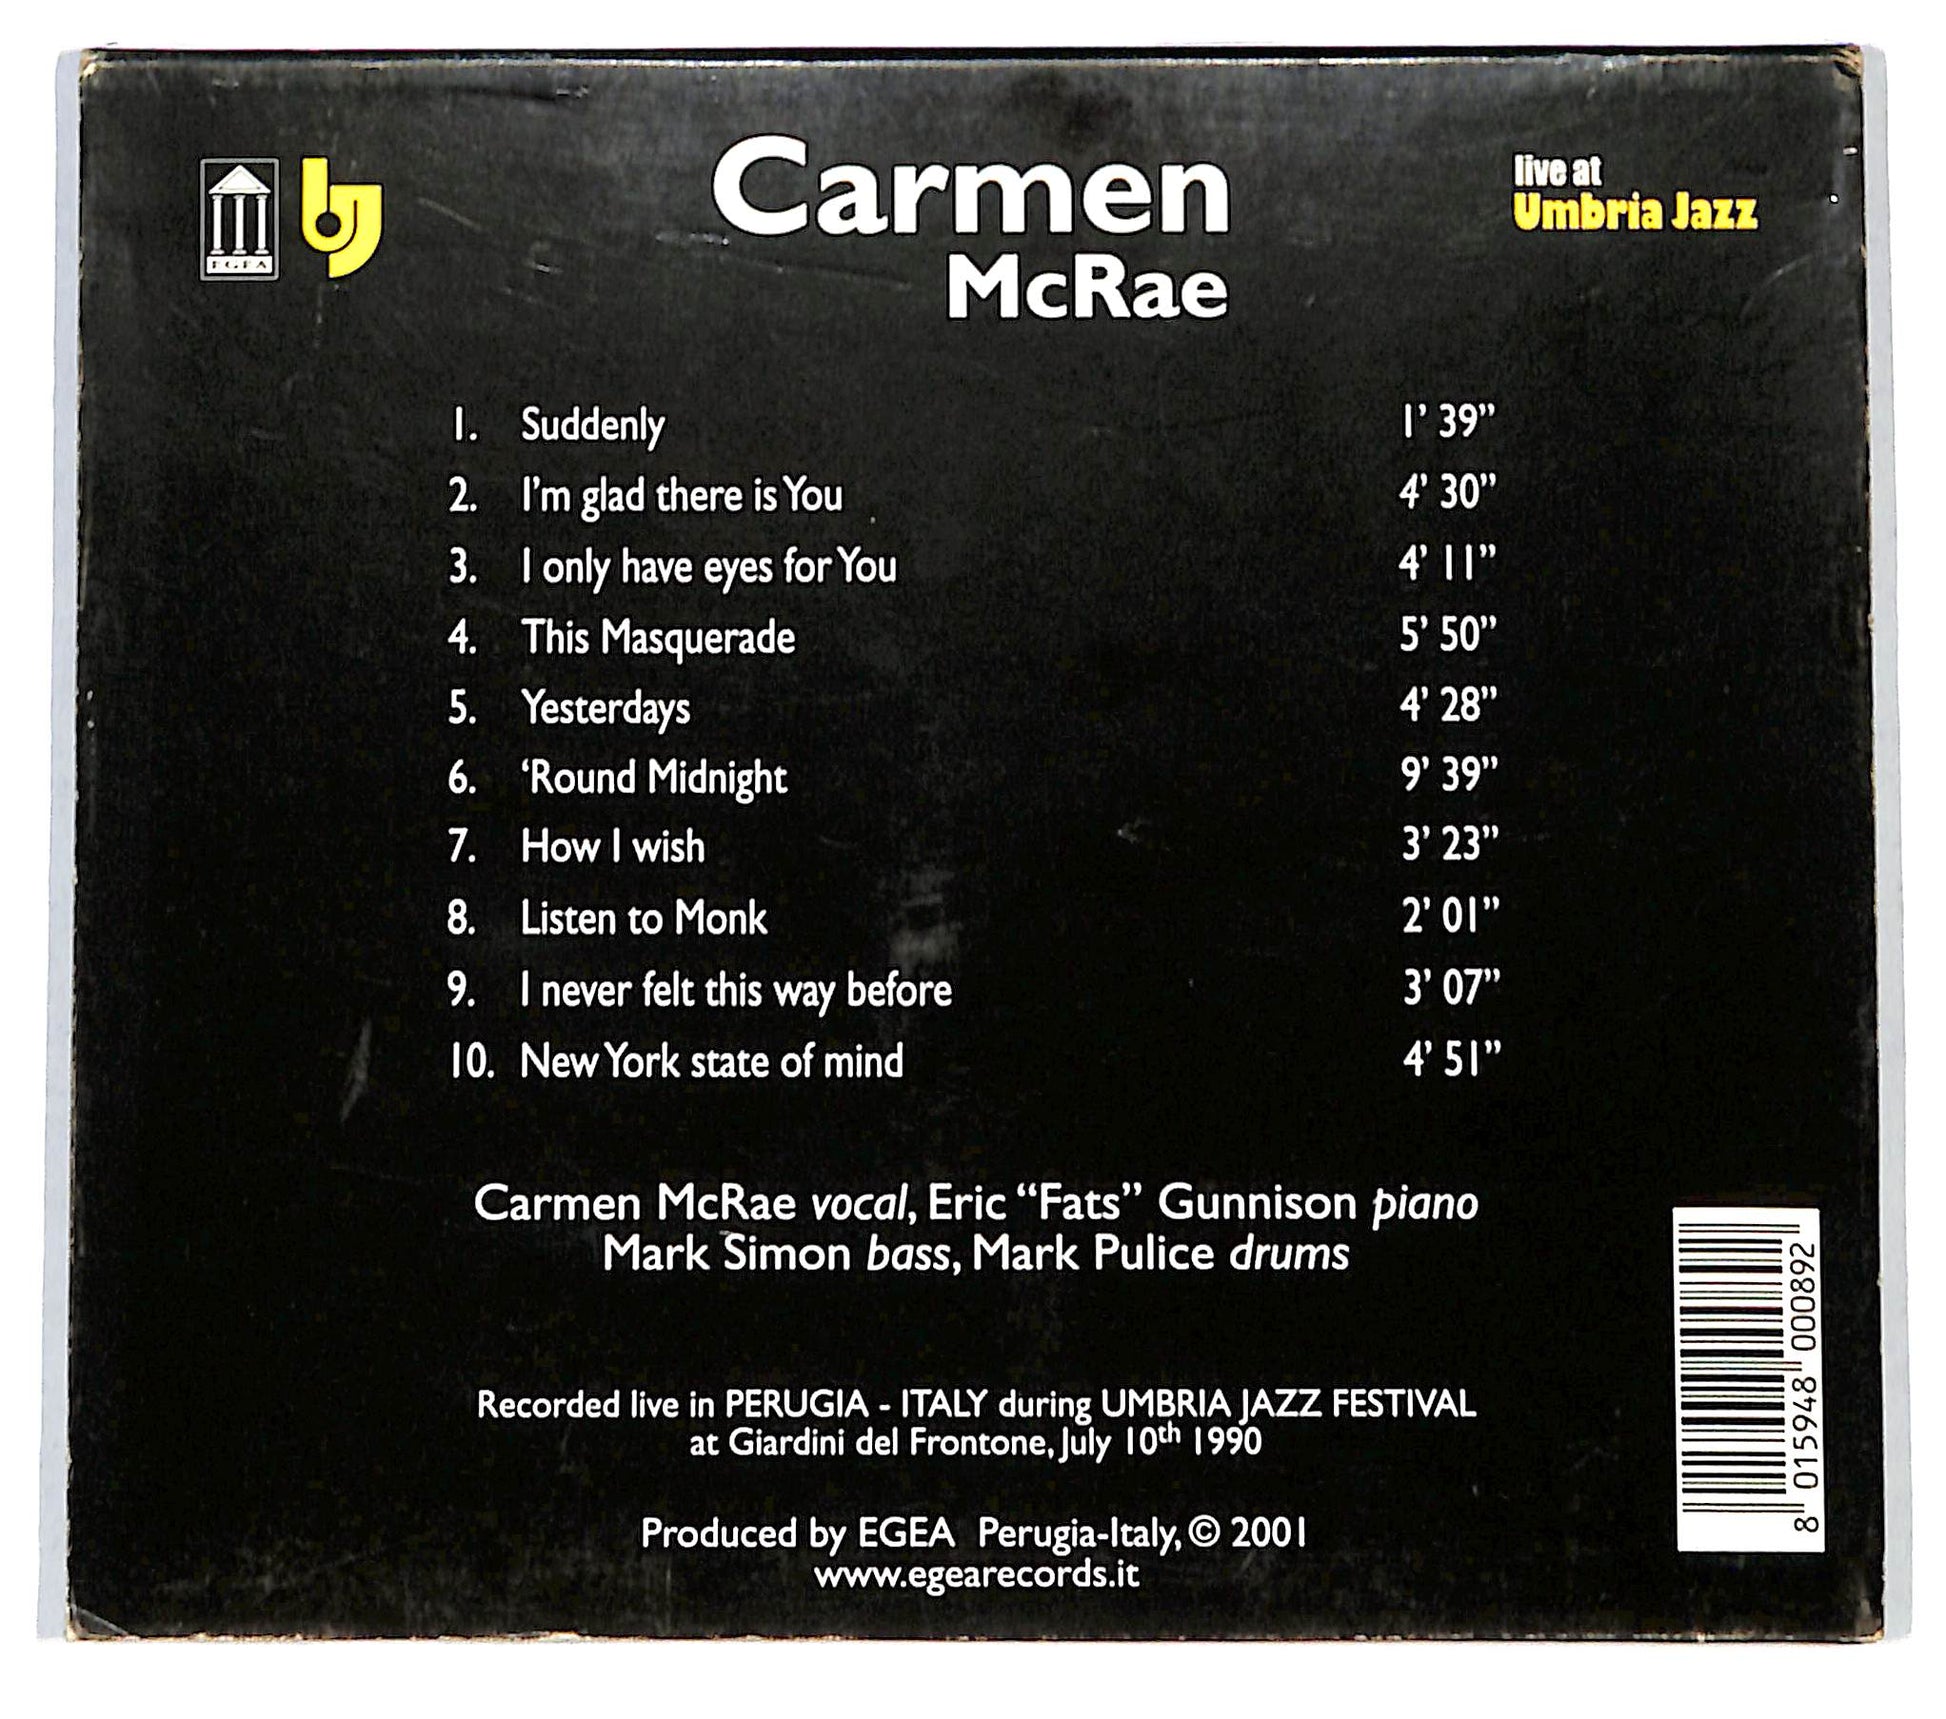 EGEA
Carmen
McRae
live at
Umbria Jazz
1. Suddenly 1’ 39”
2. I’m glad there is You 4’ 30”
3. I only have eyes for You 4’ 11”
4. This Masquerade 5’ 50”
5. Yesterdays 4’ 28”
6. ‘Round Midnight 9’ 39”
7. How I wish 3’ 23”
8. Listen to Monk 2’ 01”
9. I never felt this way before 3’ 07”
10. New York state of mind 4’ 51”
Carmen McRae vocal, Eric “Fats” Gunnison piano
Mark Simon bass, Mark Pulice drums
Recorded live in PERUGIA - ITALY during UMBRIA JAZZ FESTIVAL
at Giardini del Frontone, July 10th 1990
Produced by EGEA Perugia-Italy, © 2001
www.egearecords.it
8 015948 000892